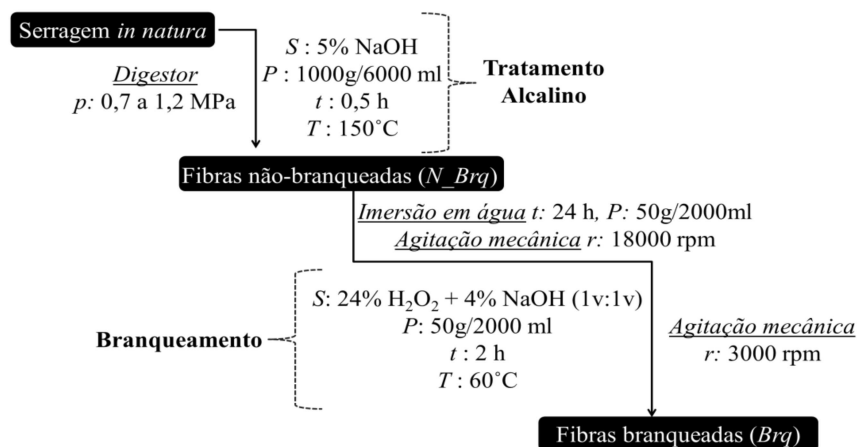 Serragem in natura
Digestor
p: 0,7 a 1,2 MPa
S : 5% NaOH
P : 1000g/6000 ml
t : 0,5 h
T : 150˚C
Tratamento
Alcalino
Fibras não-branqueadas (N_Brq)
Imersão em água t: 24 h, P: 50g/2000ml
Agitação mecânica r: 18000 rpm
Branqueamento
S: 24% H₂O₂ + 4% NaOH (1v:1v)
P: 50g/2000 ml
t : 2 h
T : 60˚C
Agitação mecânica
r: 3000 rpm
Fibras branqueadas (Brq)